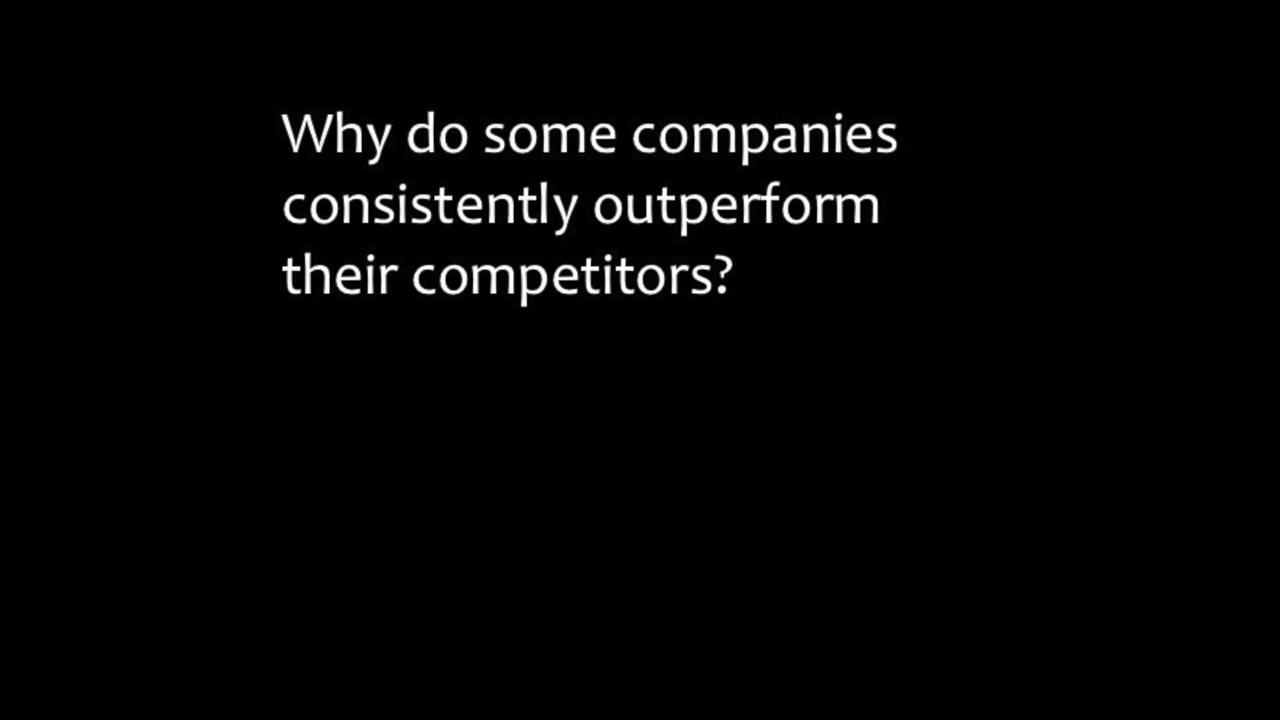 Why do some companies
consistently outperform
their competitors?